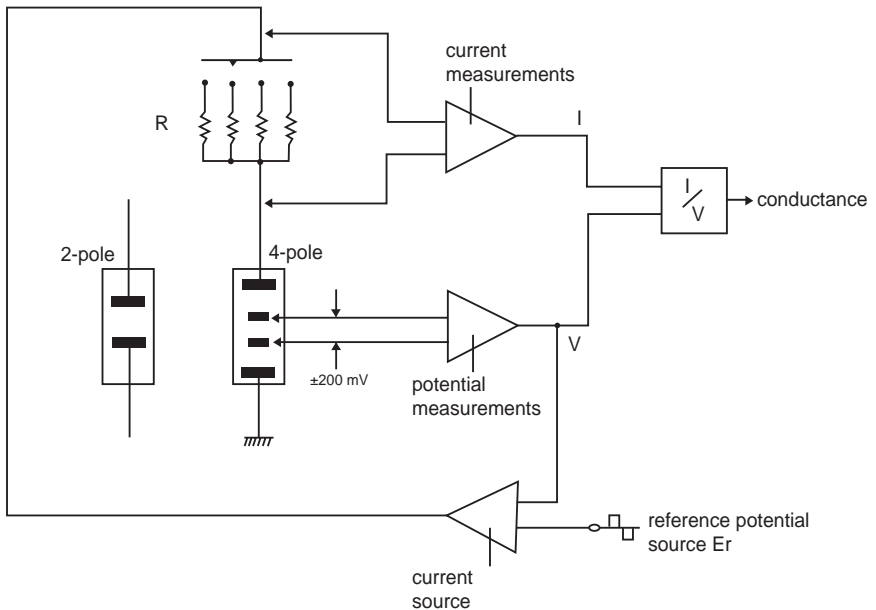 current
measurements
R
I
I
/
V
conductance
2-pole
4-pole
V
±200 mV
potential
measurements
reference potential
source Er
current
source